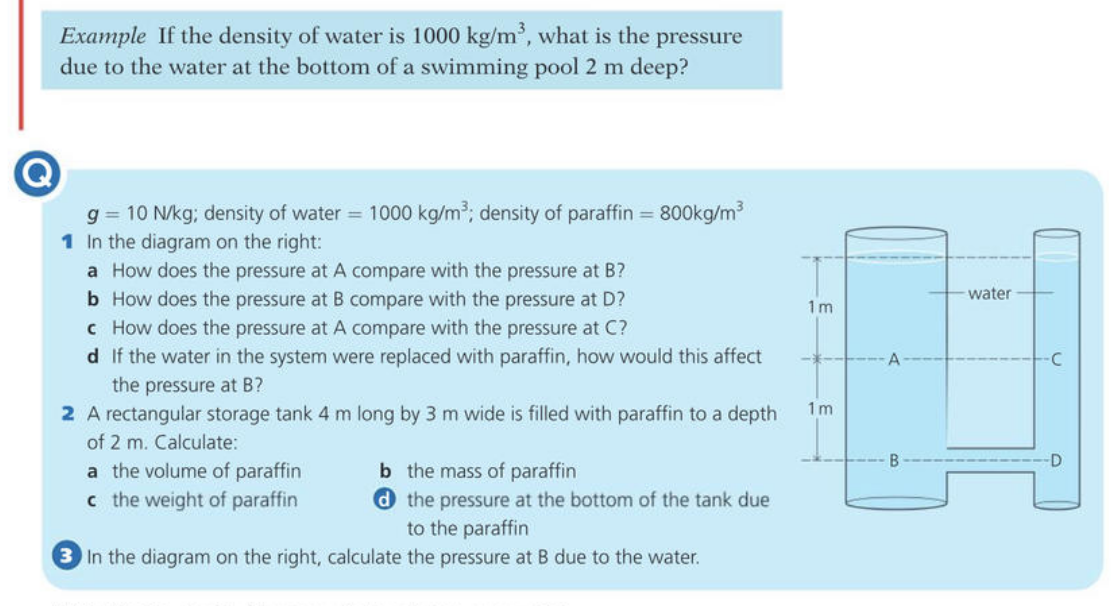 Example If the density of water is 1000 kg/m³, what is the pressure
due to the water at the bottom of a swimming pool 2 m deep?
Q
g = 10 N/kg; density of water = 1000 kg/m³; density of paraffin = 800kg/m³
1 In the diagram on the right:
a How does the pressure at A compare with the pressure at B?
b How does the pressure at B compare with the pressure at D?
c How does the pressure at A compare with the pressure at C?
d If the water in the system were replaced with paraffin, how would this affect
the pressure at B?
2 A rectangular storage tank 4 m long by 3 m wide is filled with paraffin to a depth
of 2 m. Calculate:
a the volume of paraffin b the mass of paraffin
c the weight of paraffin d the pressure at the bottom of the tank due
to the paraffin
3 In the diagram on the right, calculate the pressure at B due to the water.
water
1 m
A C
1 m
B D